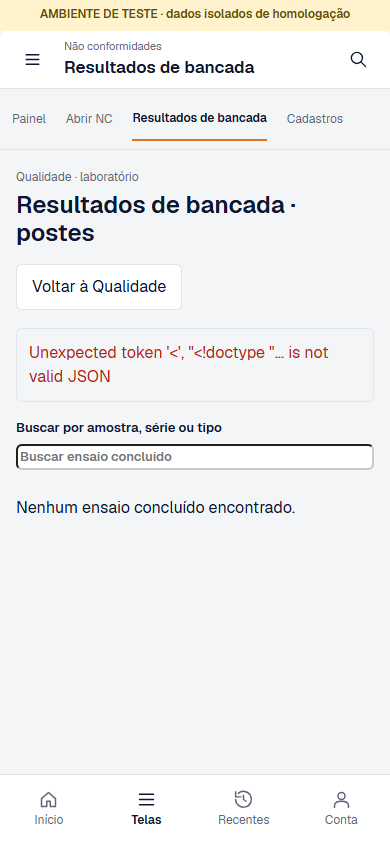 AMBIENTE DE TESTE · dados isolados de homologação
Não conformidades
Resultados de bancada
Painel
Abrir NC
Resultados de bancada
Cadastros
Qualidade · laboratório
Resultados de bancada ·
postes
Voltar à Qualidade
Unexpected token '<', "<!doctype "... is not
valid JSON
Buscar por amostra, série ou tipo
Buscar ensaio concluído
Nenhum ensaio concluído encontrado.
Início
Telas
Recentes
Conta